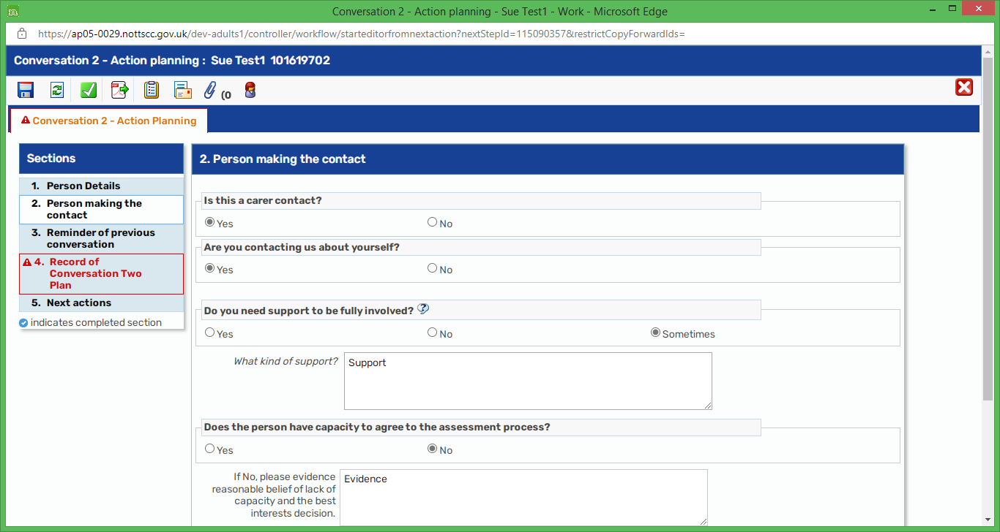 Conversation 2 - Action planning - Sue Test1 - Work - Microsoft Edge
https://ap05-0029.nottscc.gov.uk/dev-adults1/controller/workflow/starteditorfromnextaction?nextStepId=115090357&restrictCopyForwardIds=
Conversation 2 - Action planning : Sue Test1 101619702
(0
Conversation 2 - Action Planning
Sections
1. Person Details
2. Person making the
contact
3. Reminder of previous
conversation
4. Record of
Conversation Two
Plan
5. Next actions
indicates completed section
2. Person making the contact
Is this a carer contact?
Yes No
Are you contacting us about yourself?
Yes No
Do you need support to be fully involved?
Yes No Sometimes
What kind of support? Support
Does the person have capacity to agree to the assessment process?
Yes No
If No, please evidence Evidence
reasonable belief of lack of
capacity and the best
interests decision.